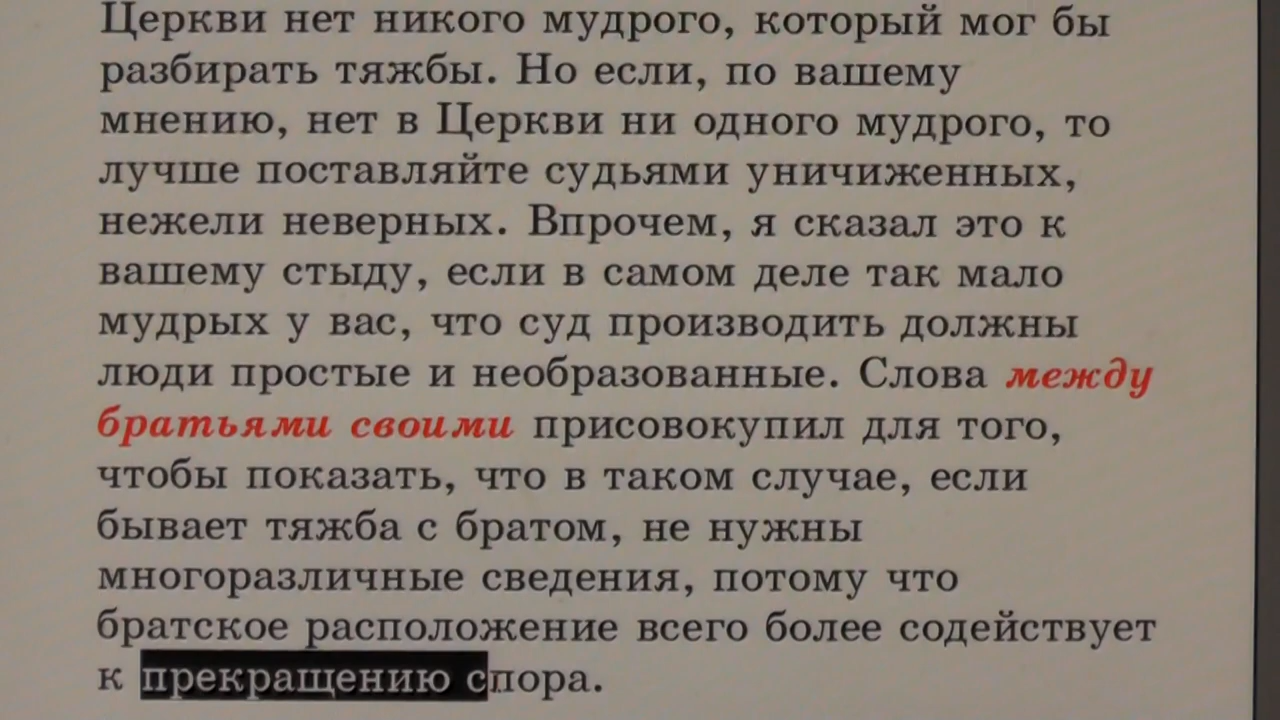 Церкви нет никого мудрого, который мог бы
разбирать тяжбы. Но если, по вашему
мнению, нет в Церкви ни одного мудрого, то
лучше поставляйте судьями уничиженных,
нежели неверных. Впрочем, я сказал это к
вашему стыду, если в самом деле так мало
мудрых у вас, что суд производить должны
люди простые и необразованные. Слова между
братьями своими присовокупил для того,
чтобы показать, что в таком случае, если
бывает тяжба с братом, не нужны
многоразличные сведения, потому что
братское расположение всего более содействует
к прекращению спора.